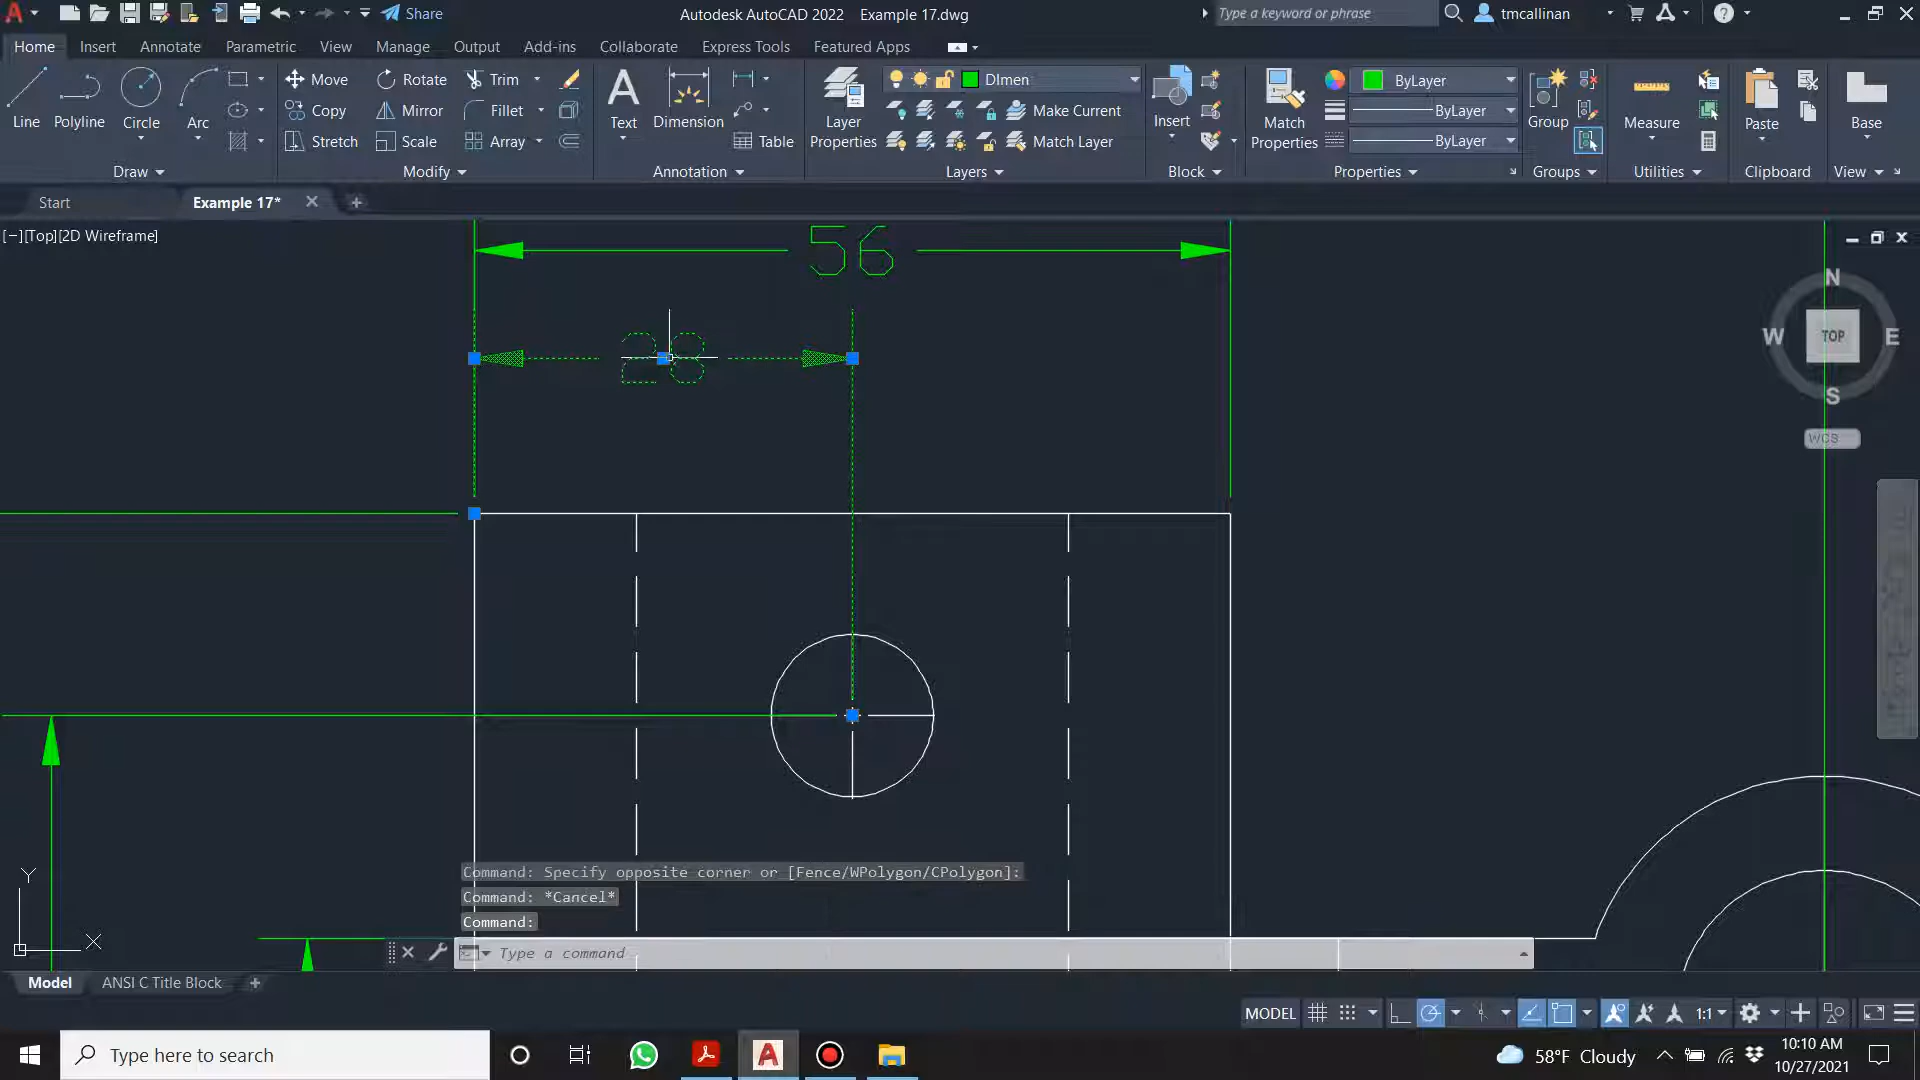 Share
Autodesk AutoCAD 2022 Example 17.dwg
Type a keyword or phrase
tmcallinan
Home Insert Annotate Parametric View Manage Output Add-ins Collaborate Express Tools Featured Apps
Line
Polyline
Circle
Arc
Draw
Move
Rotate
Trim
Copy
Mirror
Fillet
Stretch
Scale
Array
Modify
Text
Dimension
Table
Annotation
Layer
Properties
DImen
Make Current
Match Layer
Layers
Insert
Block
Match
Properties
ByLayer
ByLayer
ByLayer
Properties
Group
Groups
Measure
Utilities
Paste
Clipboard
Base
View
Start
Example 17*
[−][Top][2D Wireframe]
56
28
N
W
TOP
E
S
WCS
Y
X
Command: Specify opposite corner or [Fence/WPolygon/CPolygon]:
Command: *Cancel*
Command:
Type a command
Model
ANSI C Title Block
MODEL
1:1
Type here to search
58°F Cloudy
10:10 AM
10/27/2021